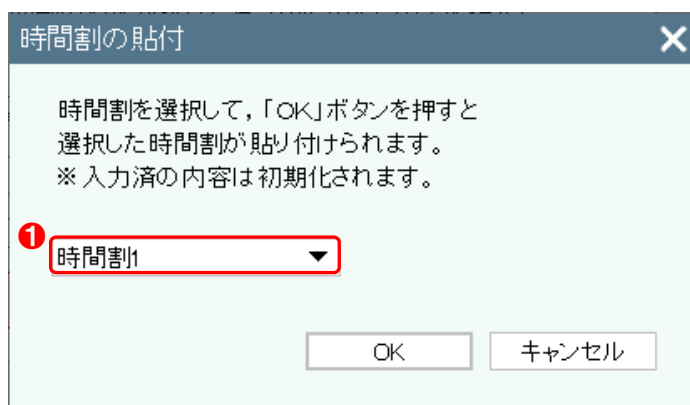 時間割の貼付
時間割を選択して,「OK」ボタンを押すと
選択した時間割が貼り付けられます。
※入力済の内容は初期化されます。
1
時間割1
OK キャンセル